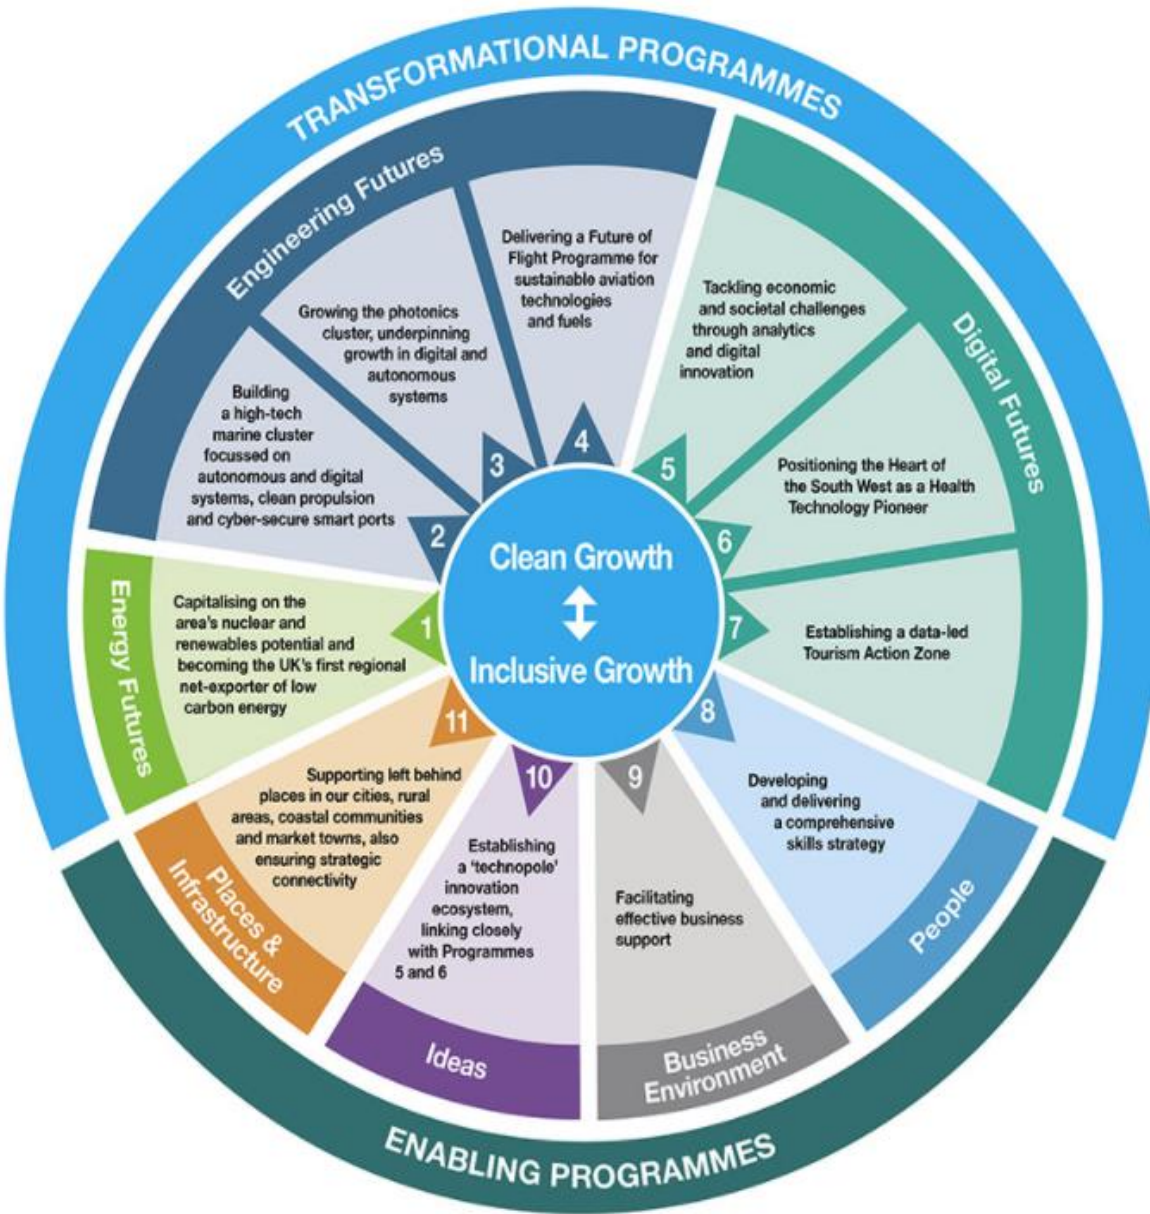 TRANSFORMATIONAL PROGRAMMES
Energy Futures
1
Capitalising on the
area's nuclear and
renewables potential and
becoming the UK's first regional
net-exporter of low
carbon energy
Engineering Futures
2
Building
a high-tech
marine cluster
focussed on
autonomous and digital
systems, clean propulsion
and cyber-secure smart ports
3
Growing the photonics
cluster, underpinning
growth in digital and
autonomous
systems
4
Delivering a Future of
Flight Programme for
sustainable aviation
technologies
and fuels
Digital Futures
5
Tackling economic
and societal challenges
through analytics
and digital
innovation
6
Positioning the Heart of
the South West as a Health
Technology Pioneer
7
Establishing a data-led
Tourism Action Zone
People
8
Developing
and delivering
a comprehensive
skills strategy
Business
Environment
9
Facilitating
effective business
support
Ideas
10
Establishing
a 'technopole'
innovation
ecosystem,
linking closely
with Programmes
5 and 6
Places &
Infrastructure
11
Supporting left behind
places in our cities, rural
areas, coastal communities
and market towns, also
ensuring strategic
connectivity
Clean Growth
Inclusive Growth
ENABLING PROGRAMMES